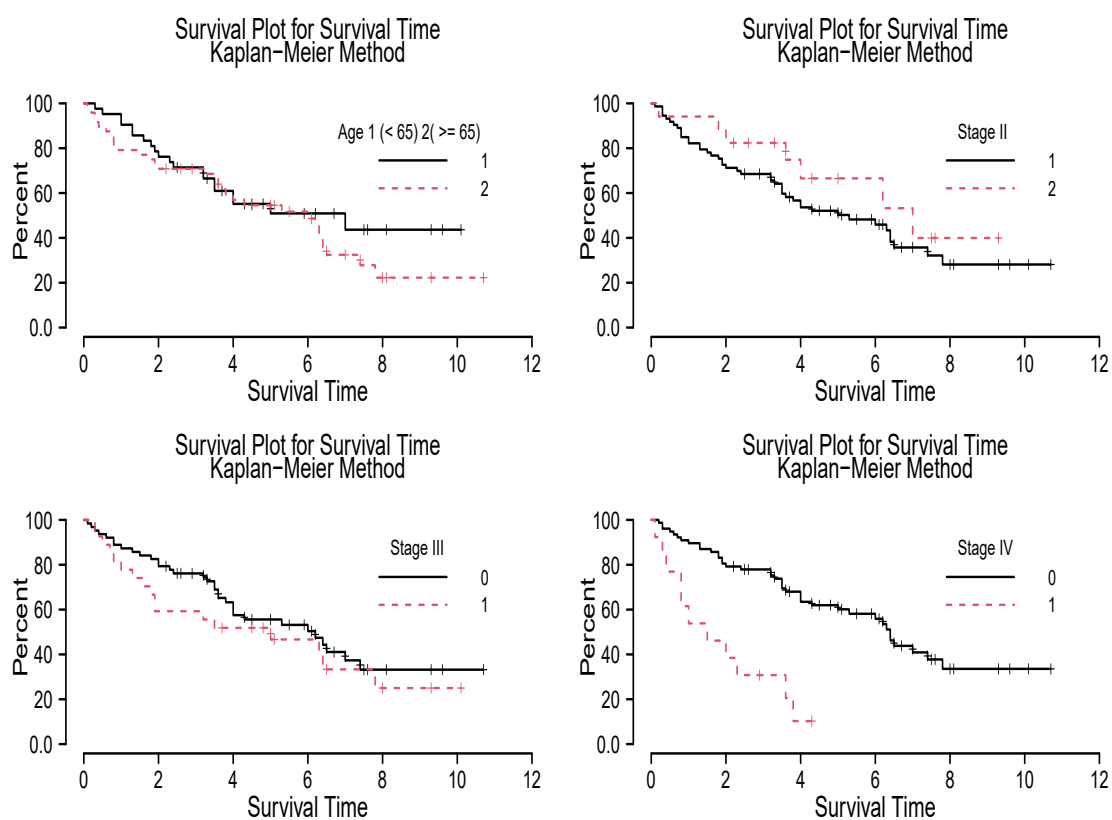 Survival Plot for Survival Time
Kaplan−Meier Method
Age 1 (< 65) 2( >= 65)
1
2
Percent
100
80
60
40
20
0.0
0 2 4 6 8 10 12
Survival Time
Survival Plot for Survival Time
Kaplan−Meier Method
Stage II
1
2
Percent
100
80
60
40
20
0.0
0 2 4 6 8 10 12
Survival Time
Survival Plot for Survival Time
Kaplan−Meier Method
Stage III
0
1
Percent
100
80
60
40
20
0.0
0 2 4 6 8 10 12
Survival Time
Survival Plot for Survival Time
Kaplan−Meier Method
Stage IV
0
1
Percent
100
80
60
40
20
0.0
0 2 4 6 8 10 12
Survival Time